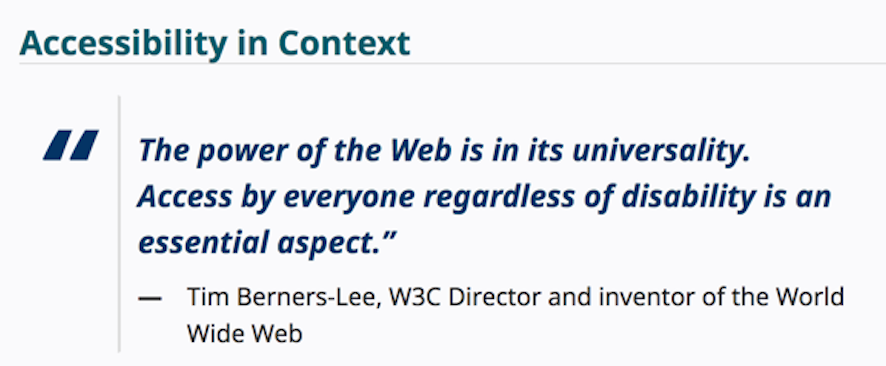 Accessibility in Context
“The power of the Web is in its universality.
Access by everyone regardless of disability is an
essential aspect.”
— Tim Berners-Lee, W3C Director and inventor of the World
Wide Web